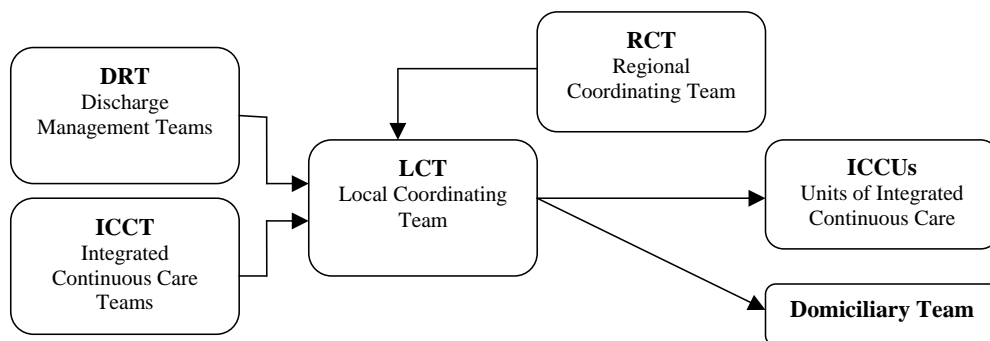 DRT
Discharge
Management Teams
ICCT
Integrated
Continuous Care
Teams
LCT
Local Coordinating
Team
RCT
Regional
Coordinating Team
ICCUs
Units of Integrated
Continuous Care
Domiciliary Team